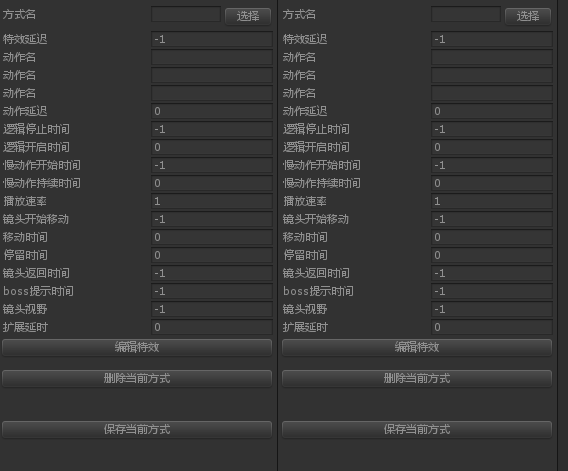 方式名 选择
特效延迟 -1
动作名
动作名
动作名
动作延迟 0
逻辑停止时间 -1
逻辑开启时间 0
慢动作开始时间 -1
慢动作持续时间 0
播放速率 1
镜头开始移动 -1
移动时间 0
停留时间 0
镜头返回时间 -1
boss提示时间 -1
镜头视野 -1
扩展延时 0
编辑特效
删除当前方式
保存当前方式
方式名 选择
特效延迟 -1
动作名
动作名
动作名
动作延迟 0
逻辑停止时间 -1
逻辑开启时间 0
慢动作开始时间 -1
慢动作持续时间 0
播放速率 1
镜头开始移动 -1
移动时间 0
停留时间 0
镜头返回时间 -1
boss提示时间 -1
镜头视野 -1
扩展延时 0
编辑特效
删除当前方式
保存当前方式